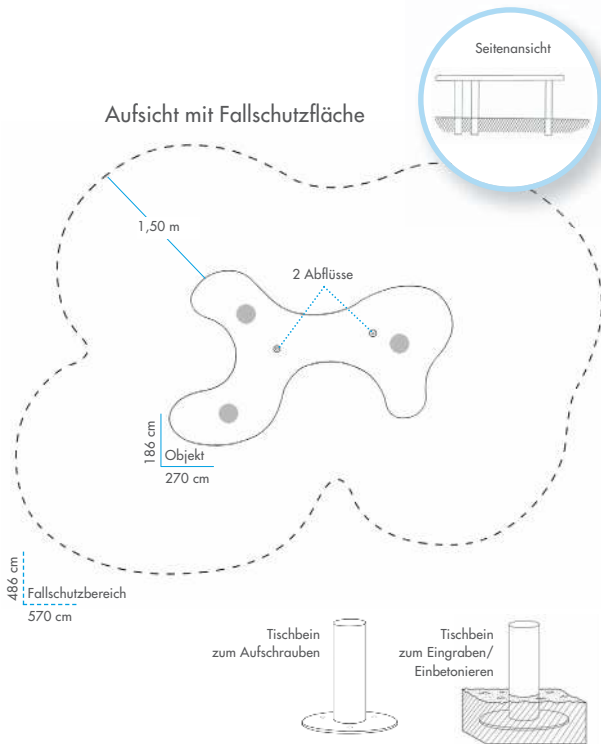 Seitenansicht
Aufsicht mit Fallschutzfläche
1,50 m
2 Abflüsse
186 cm
Objekt
270 cm
486 cm
Fallschutzbereich
570 cm
Tischbein
zum Aufschrauben
Tischbein
zum Eingraben/
Einbetonieren